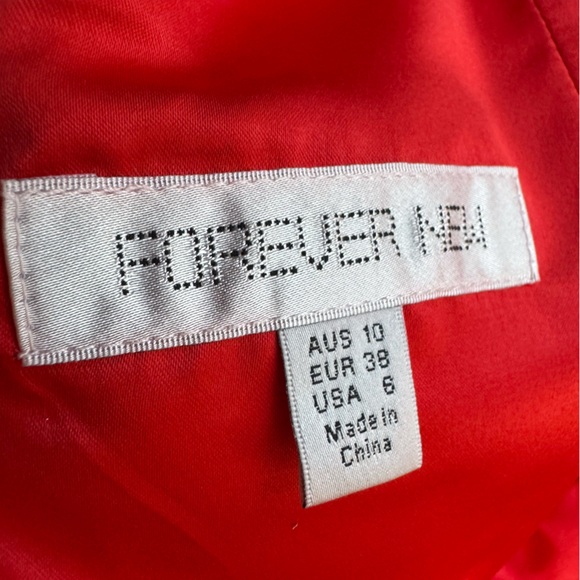 FOREVER NEW
AUS 10
EUR 38
USA 6
Made in
China